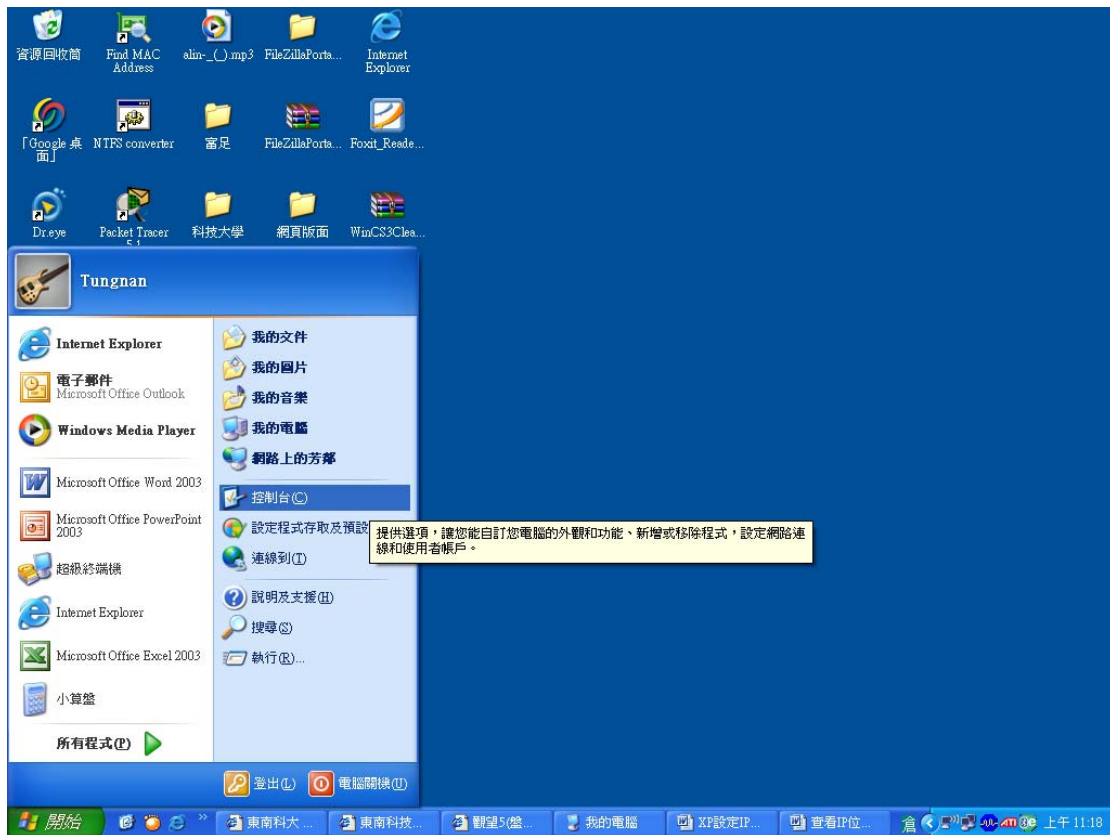 資源回收筒
Find MAC
Address
alin-_().mp3
FileZillaPorta...
Internet
Explorer
「Google 桌
面」
NTFS converter
富足
FileZillaPorta...
Foxit_Reade...
Dr.eye
Packet Tracer
5.1
科技大學
網頁版面
WinCS3Clea...
Tungnan
Internet Explorer
電子郵件
Microsoft Office Outlook
Windows Media Player
Microsoft Office Word 2003
Microsoft Office PowerPoint
2003
超級終端機
Internet Explorer
Microsoft Office Excel 2003
小算盤
所有程式(P)
我的文件
我的圖片
我的音樂
我的電腦
網路上的芳鄰
控制台(C)
設定程式存取及預設
連線到(T)
說明及支援(H)
搜尋(S)
執行(R)...
提供選項，讓您能自訂您電腦的外觀和功能、新增或移除程式，設定網路連
線和使用者帳戶。
登出(L)
電腦關機(U)
開始
東南科大 ...
東南科技...
觀望5(盤...
我的電腦
XP設定IP...
查看IP位...
倉
上午 11:18